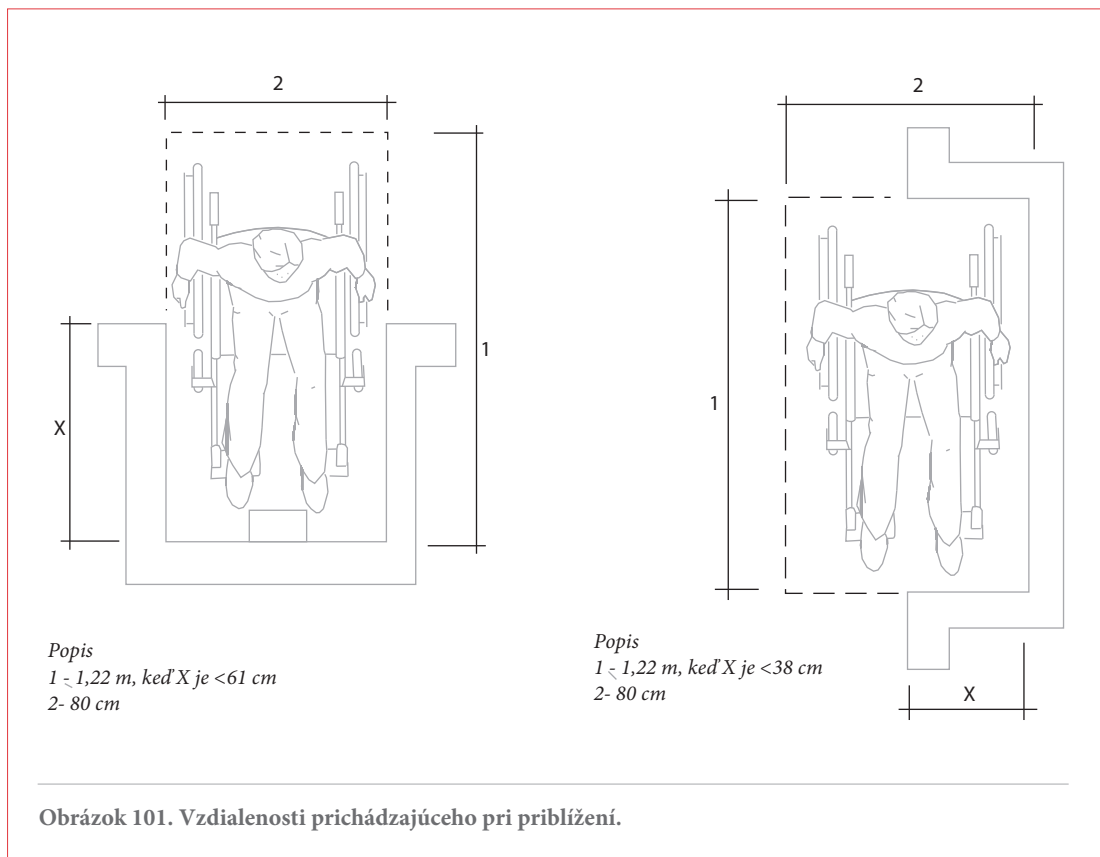 2
1
X
Popis
1 - 1,22 m, keď X je <61 cm
2- 80 cm
2
1
X
Popis
1 - 1,22 m, keď X je <38 cm
2- 80 cm
Obrázok 101. Vzdialenosti prichádzajúceho pri priblížení.